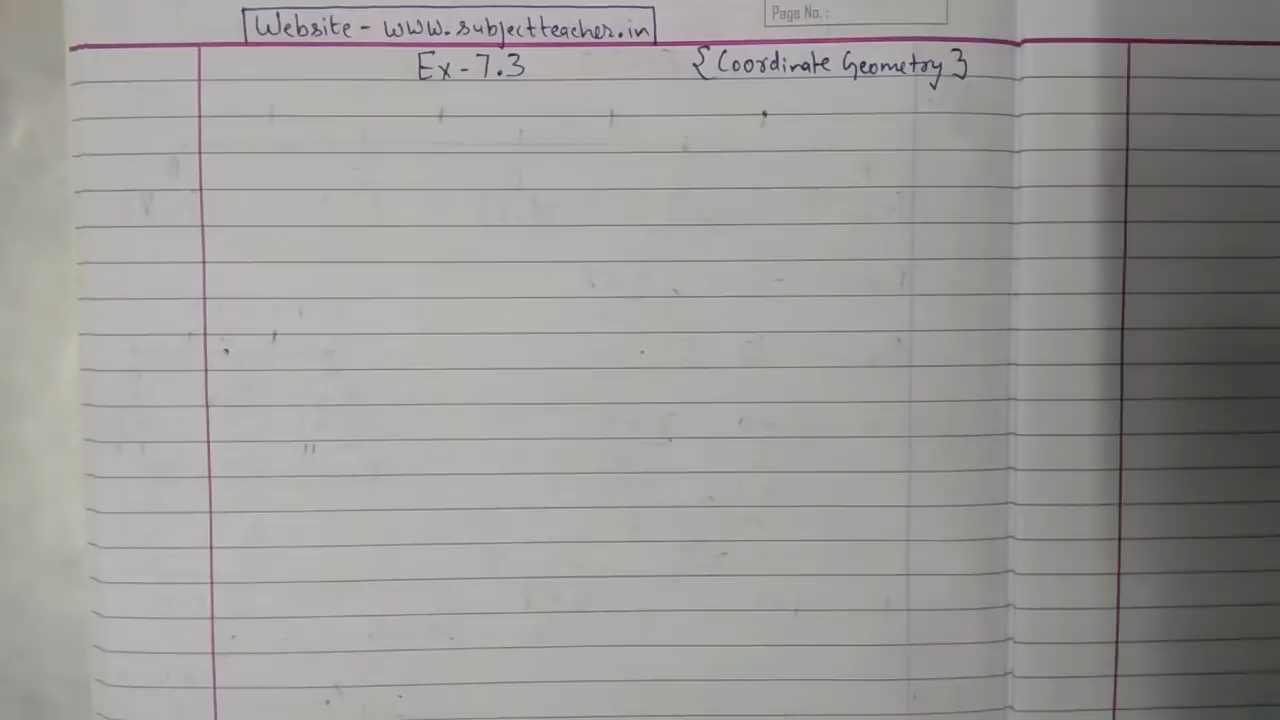 Website - www.subjectteacher.in
Page No. :
Ex - 7.3 {Coordinate Geometry}